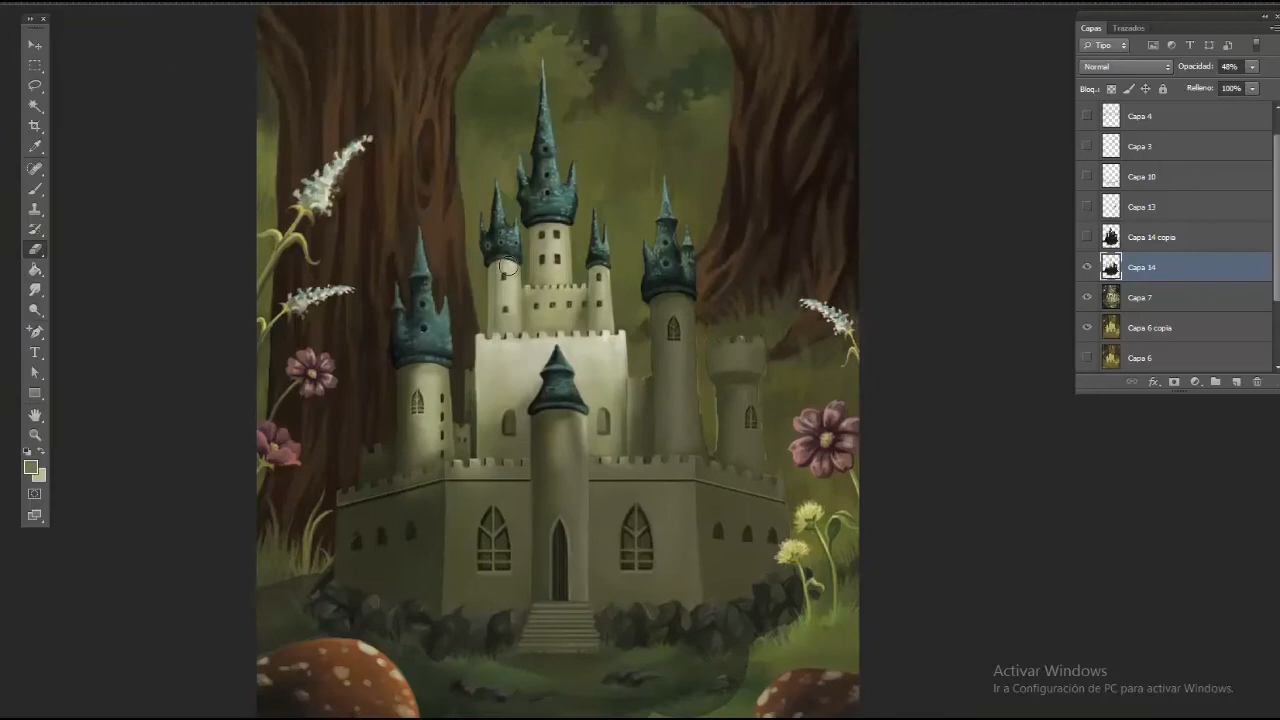 Capas Trazados
Tipo
Normal Opacidad: 48%
Bloq.: Relleno: 100%
Capa 4
Capa 3
Capa 10
Capa 13
Capa 14 copia
Capa 14
Capa 7
Capa 6 copia
Capa 6
fx
Activar Windows
Ir a Configuración de PC para activar Windows.